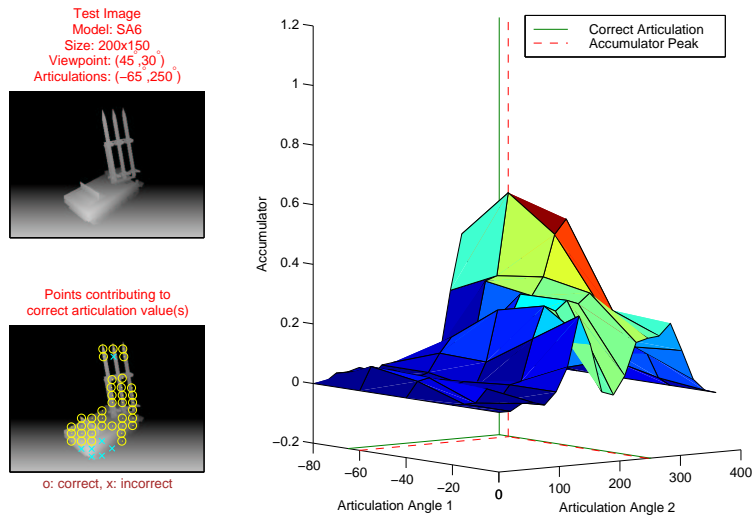 Test Image
Model: SA6
Size: 200x150
Viewpoint: (45°,30°)
Articulations: (−65°,250°)
Points contributing to
correct articulation value(s)
o: correct, x: incorrect
Correct Articulation
Accumulator Peak
1.2
1
0.8
0.6
0.4
0.2
0
−0.2
Accumulator
−80
−60
−40
−20
0
Articulation Angle 1
0
100
200
300
400
Articulation Angle 2